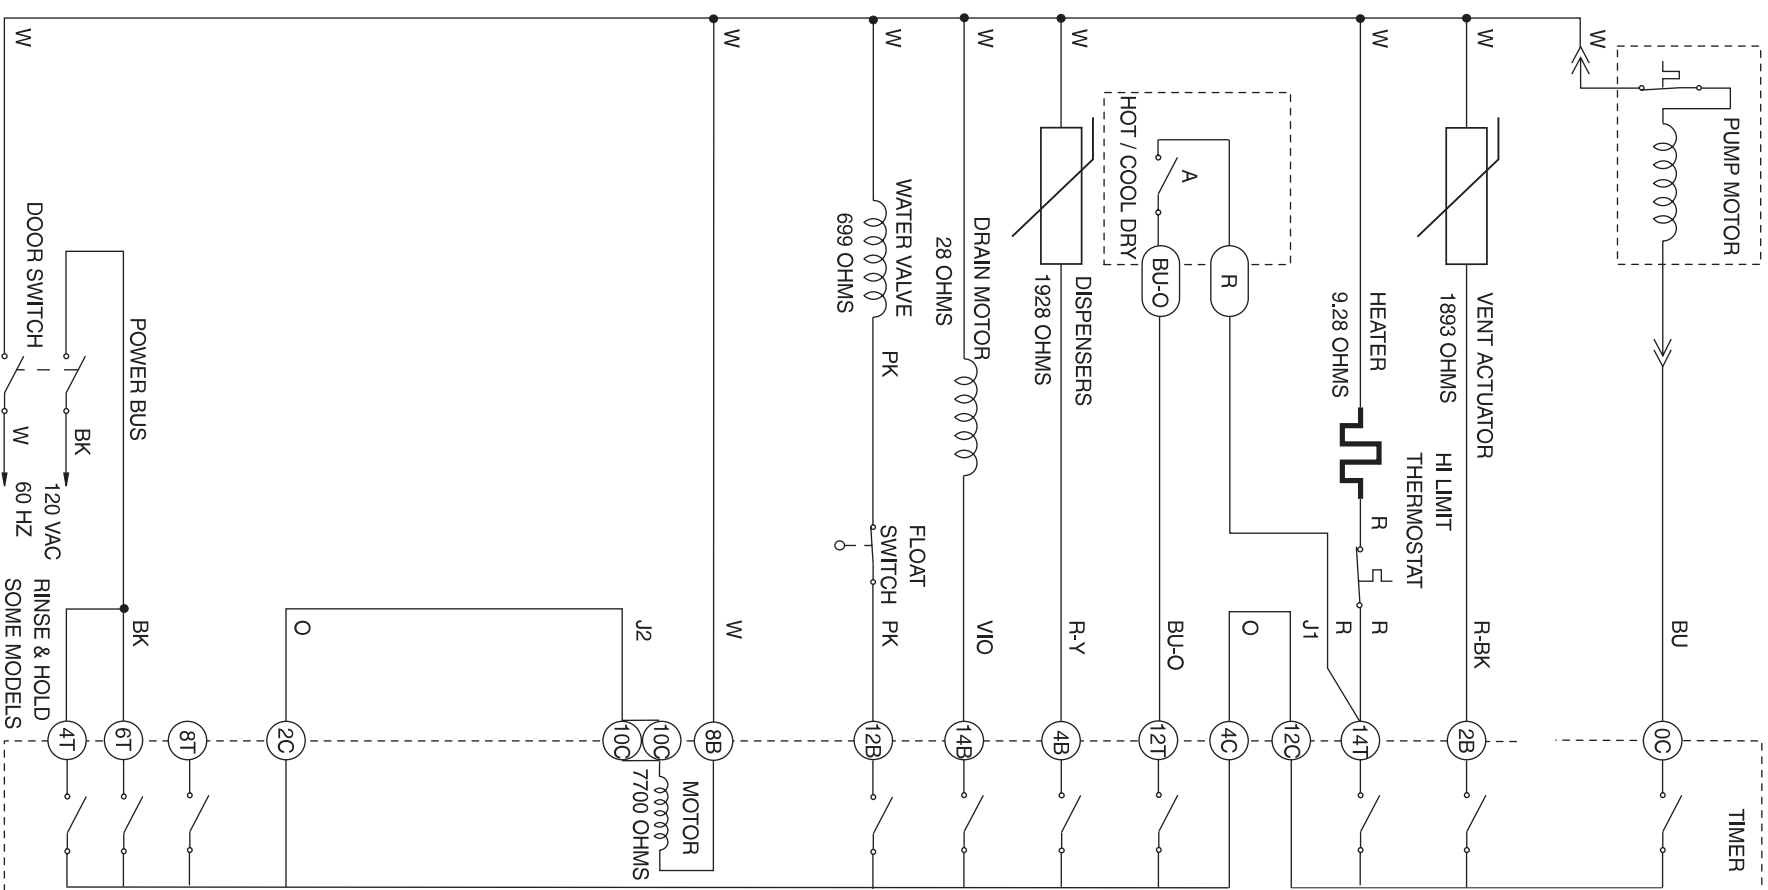 W
W
W
W
W
W
W
W
PUMP MOTOR
HOT / COOL DRY
A
BU-O
R
WATER VALVE
699 OHMS
DRAIN MOTOR
28 OHMS
DISPENSERS
1928 OHMS
HEATER
9.28 OHMS
VENT ACTUATOR
1893 OHMS
HI LIMIT
THERMOSTAT
DOOR SWITCH
POWER BUS
PK
BK
W
120 VAC
60 HZ
FLOAT
SWITCH
R
RINSE & HOLD
SOME MODELS
BK
O
J2
W
PK
VIO
R-Y
BU-O
O
J1
R
R
R-BK
BU
4T
6T
8T
2C
10C
10C
8B
12B
14B
4B
12T
4C
12C
14T
2B
0C
MOTOR
7700 OHMS
TIMER